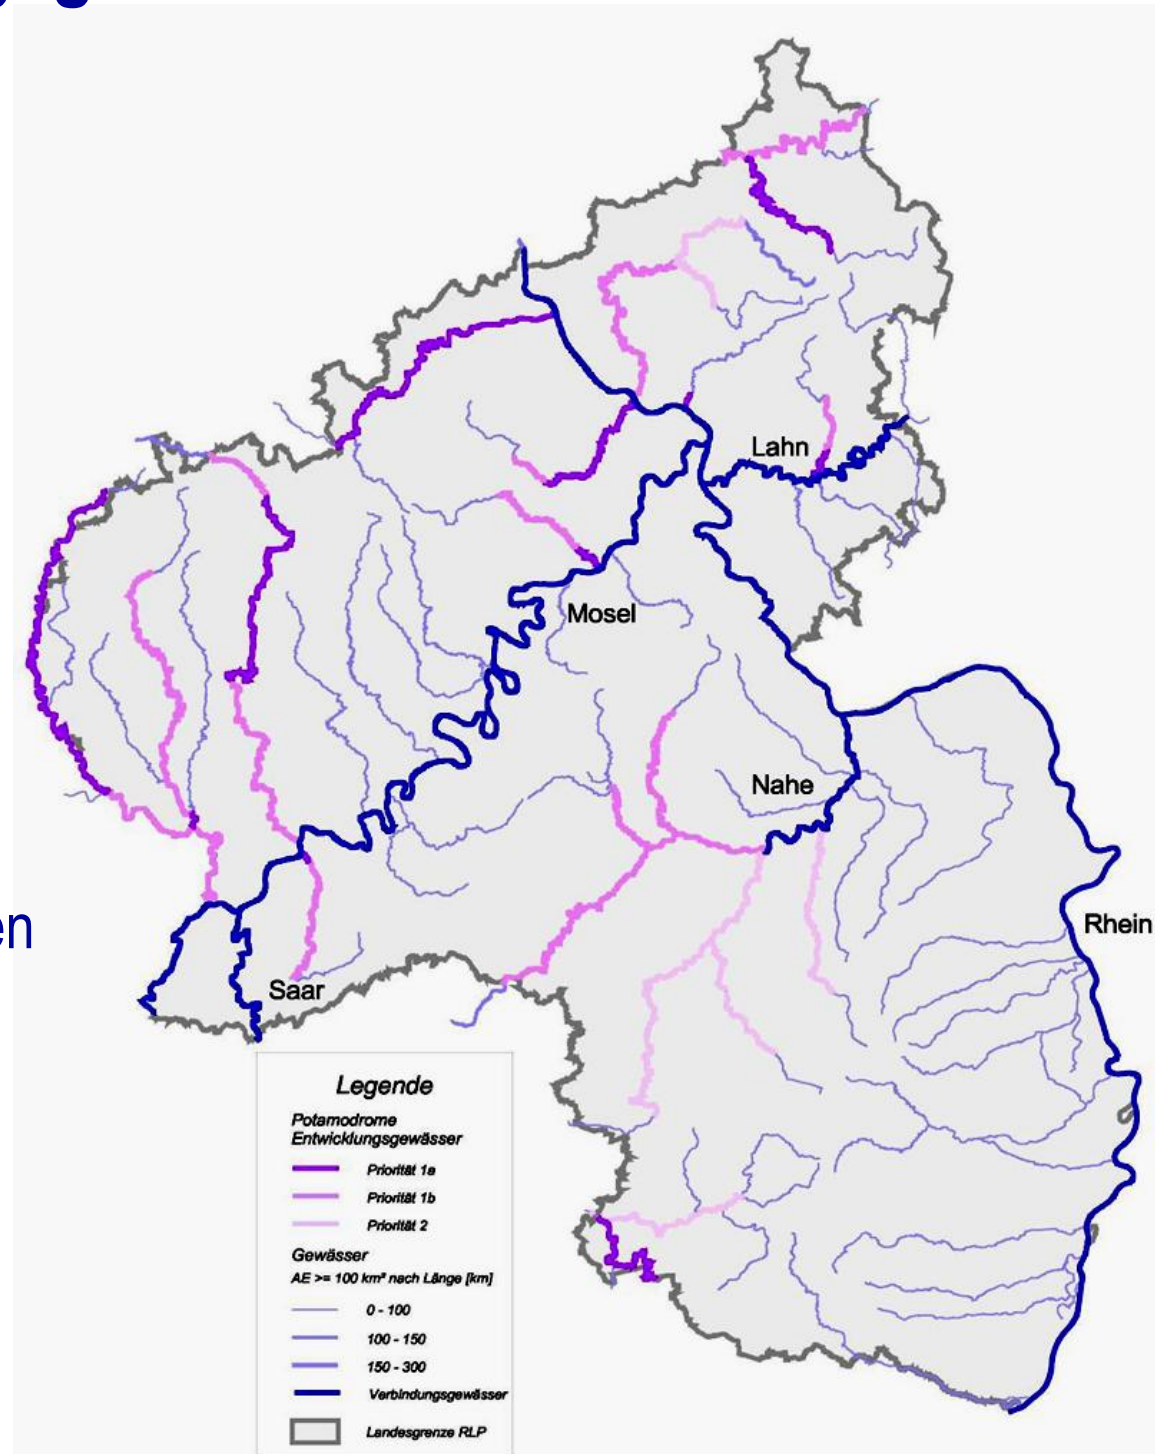 Lahn
Mosel
Nahe
en
Rhein
Saar
Legende
Potamodrome
Entwicklungsgewässer
Priorität 1a
Priorität 1b
Priorität 2
Gewässer
AE >= 100 km² nach Länge [km]
0 - 100
100 - 150
150 - 300
Verbindungsgewässer
Landesgrenze RLP